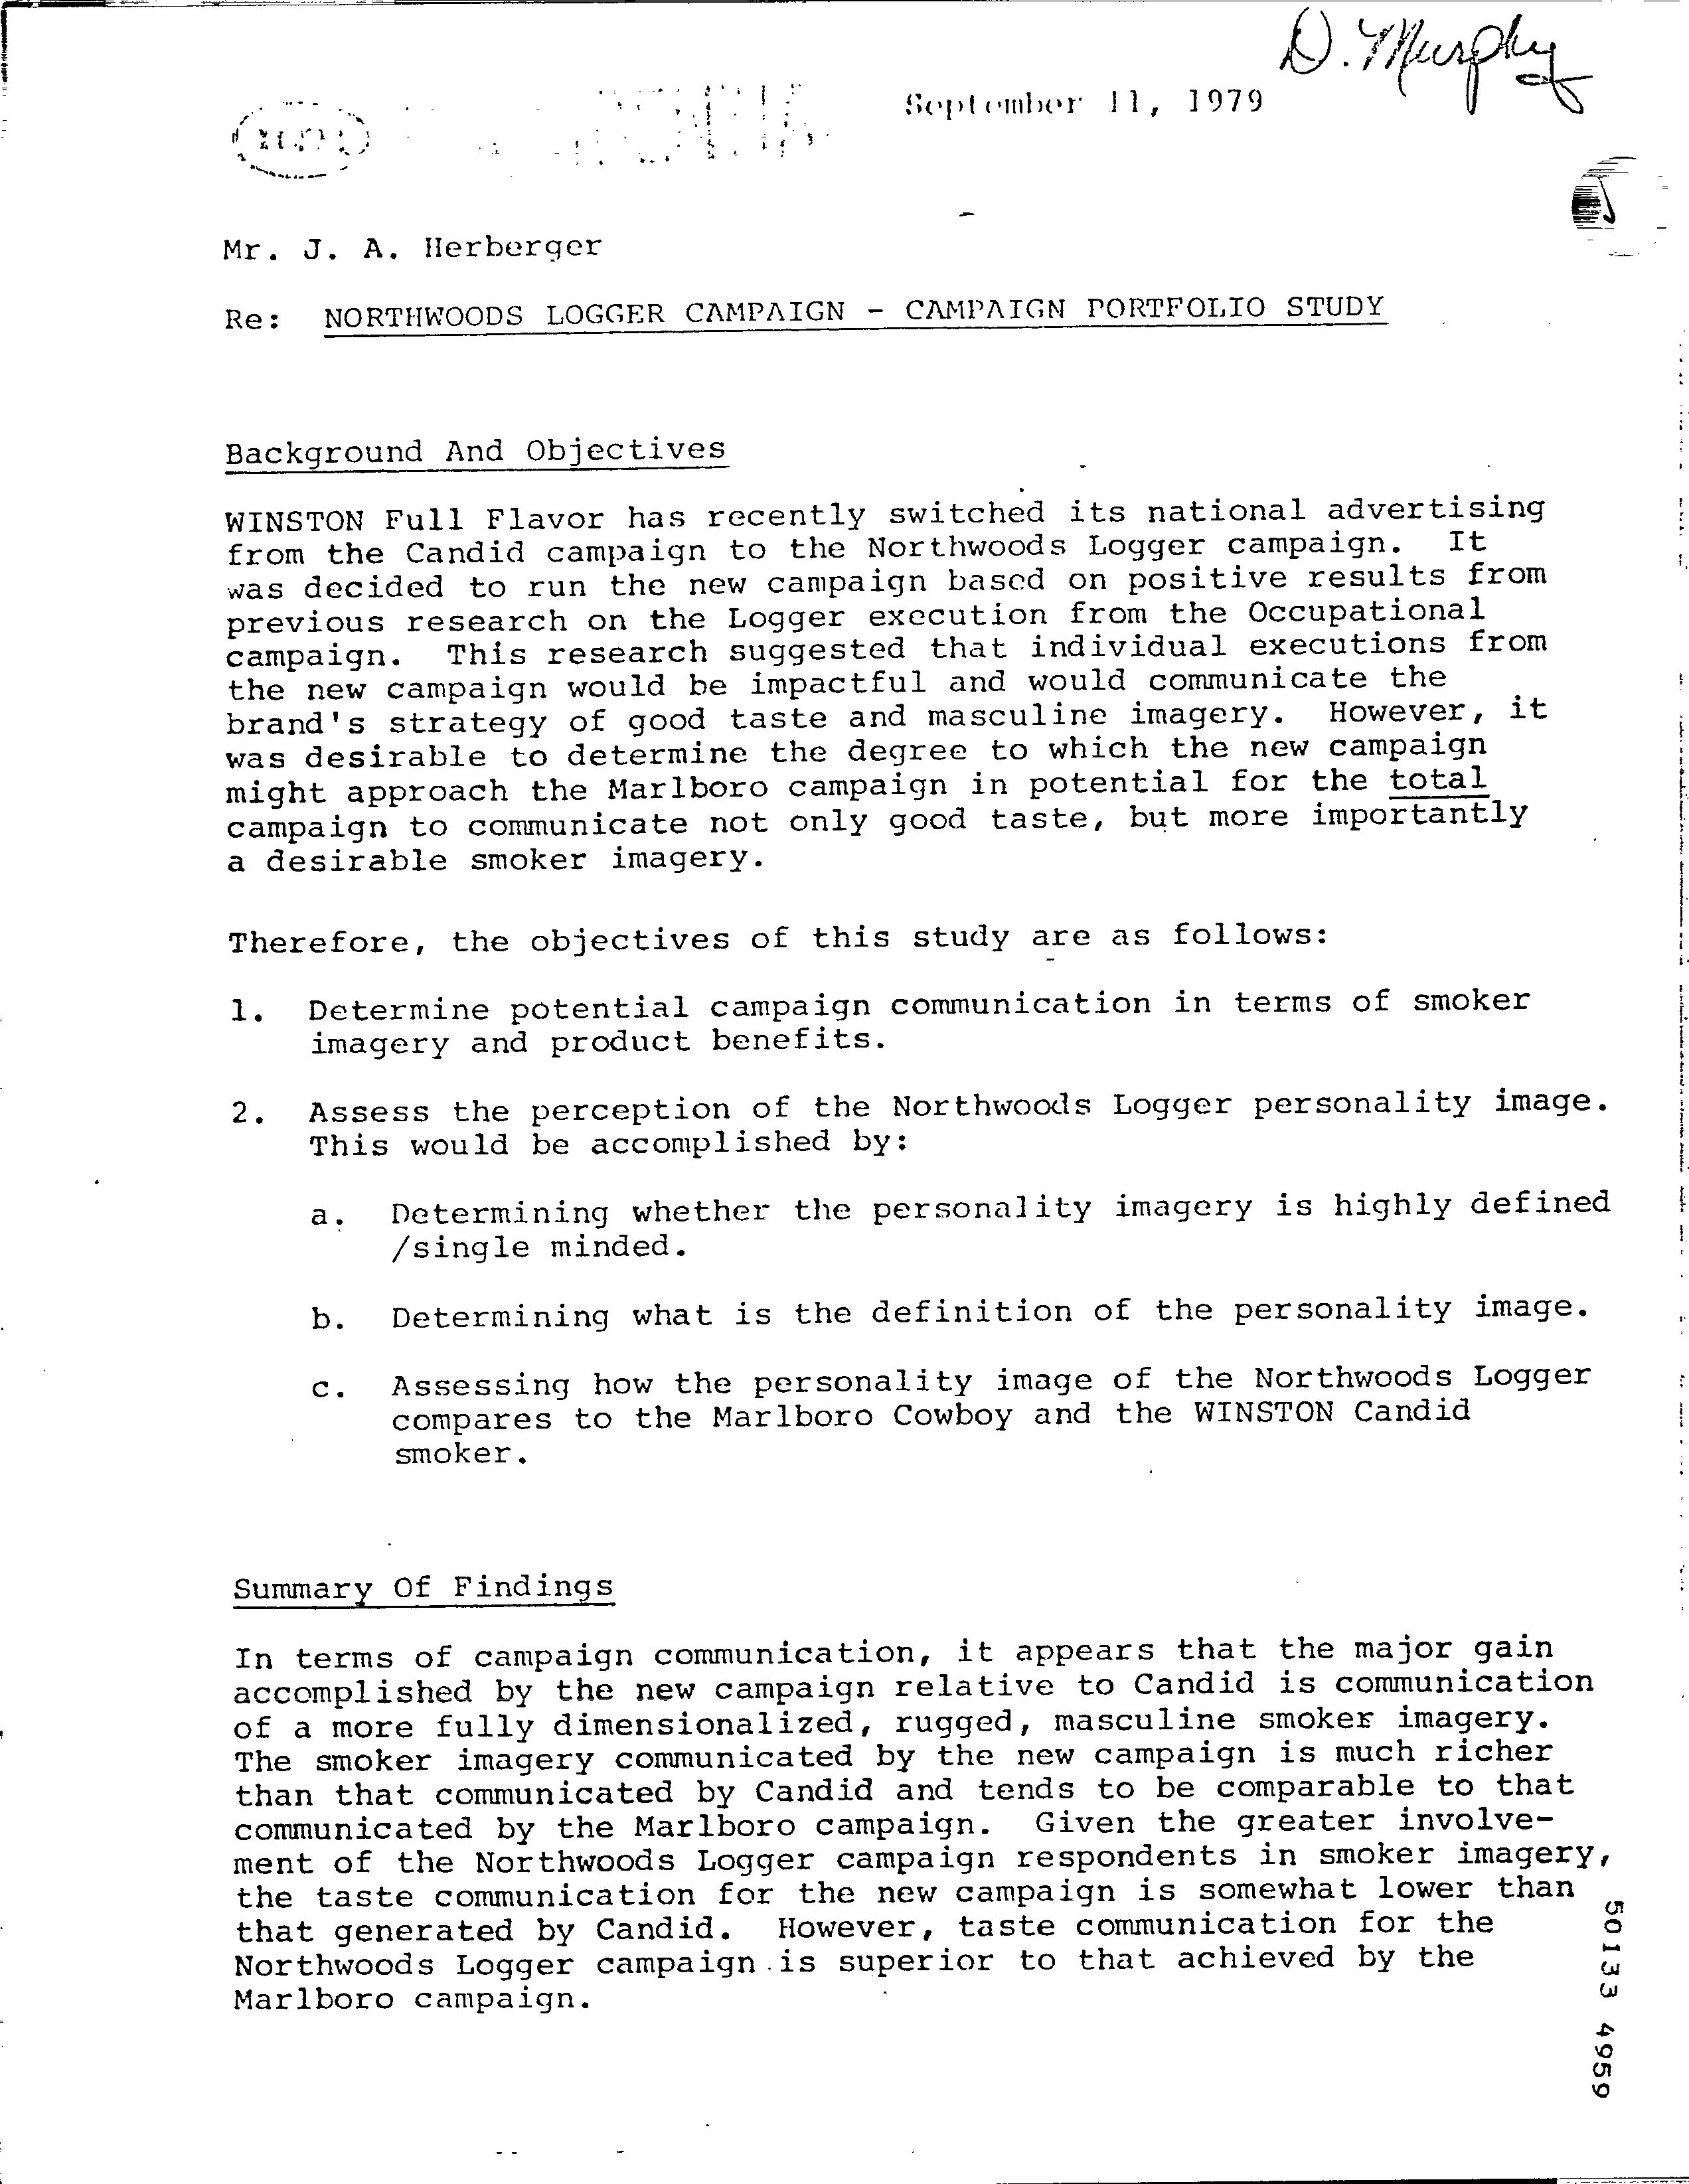 D. Murphy
September 11, 1979
Mr. J. A. Herberger
Re: NORTHWOODS LOGGER CAMPAIGN - CAMPAIGN PORTFOLIO STUDY
Background And Objectives
WINSTON Full Flavor has recently switched its national advertising
from the Candid campaign to the Northwoods Logger campaign. It
was decided to run the new campaign based on positive results from
previous research on the Logger execution from the Occupational
campaign. This research suggested that individual executions from
the new campaign would be impactful and would communicate the
brand's strategy of good taste and masculine imagery. However, it
was desirable to determine the degree to which the new campaign
might approach the Marlboro campaign in potential for the total
campaign to communicate not only good taste, but more importantly
a desirable smoker imagery.
Therefore, the objectives of this study are as follows:
1. Determine potential campaign communication in terms of smoker
imagery and product benefits.
2. Assess the perception of the Northwoods Logger personality image.
This would be accomplished by:
a. Determining whether the personality imagery is highly defined
/single minded.
b. Determining what is the definition of the personality image.
c. Assessing how the personality image of the Northwoods Logger
compares to the Marlboro Cowboy and the WINSTON Candid
smoker.
Summary Of Findings
In terms of campaign communication, it appears that the major gain
accomplished by the new campaign relative to Candid is communication
of a more fully dimensionalized, rugged, masculine smoker imagery.
The smoker imagery communicated by the new campaign is much richer
than that communicated by Candid and tends to be comparable to that
communicated by the Marlboro campaign. Given the greater involve-
ment of the Northwoods Logger campaign respondents in smoker imagery,
the taste communication for the new campaign is somewhat lower than
that generated by Candid. However, taste communication for the
Northwoods Logger campaign is superior to that achieved by the
Marlboro campaign.
50133 4959